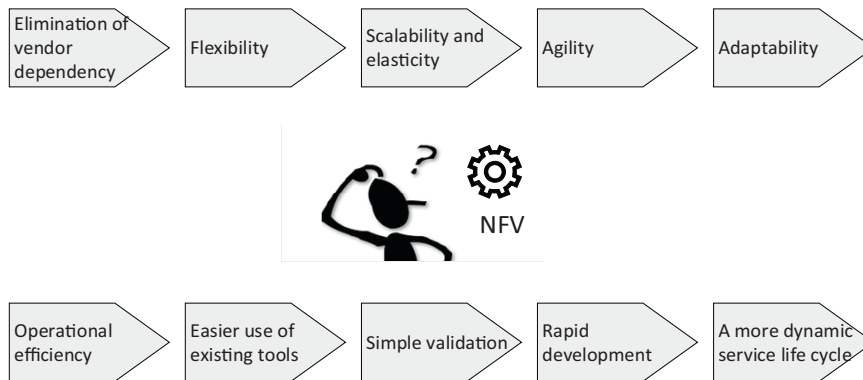 Elimination of
vendor
dependency
Flexibility
Scalability and
elasticity
Agility
Adaptability
?
NFV
Operational
efficiency
Easier use of
existing tools
Simple validation
Rapid
development
A more dynamic
service life cycle